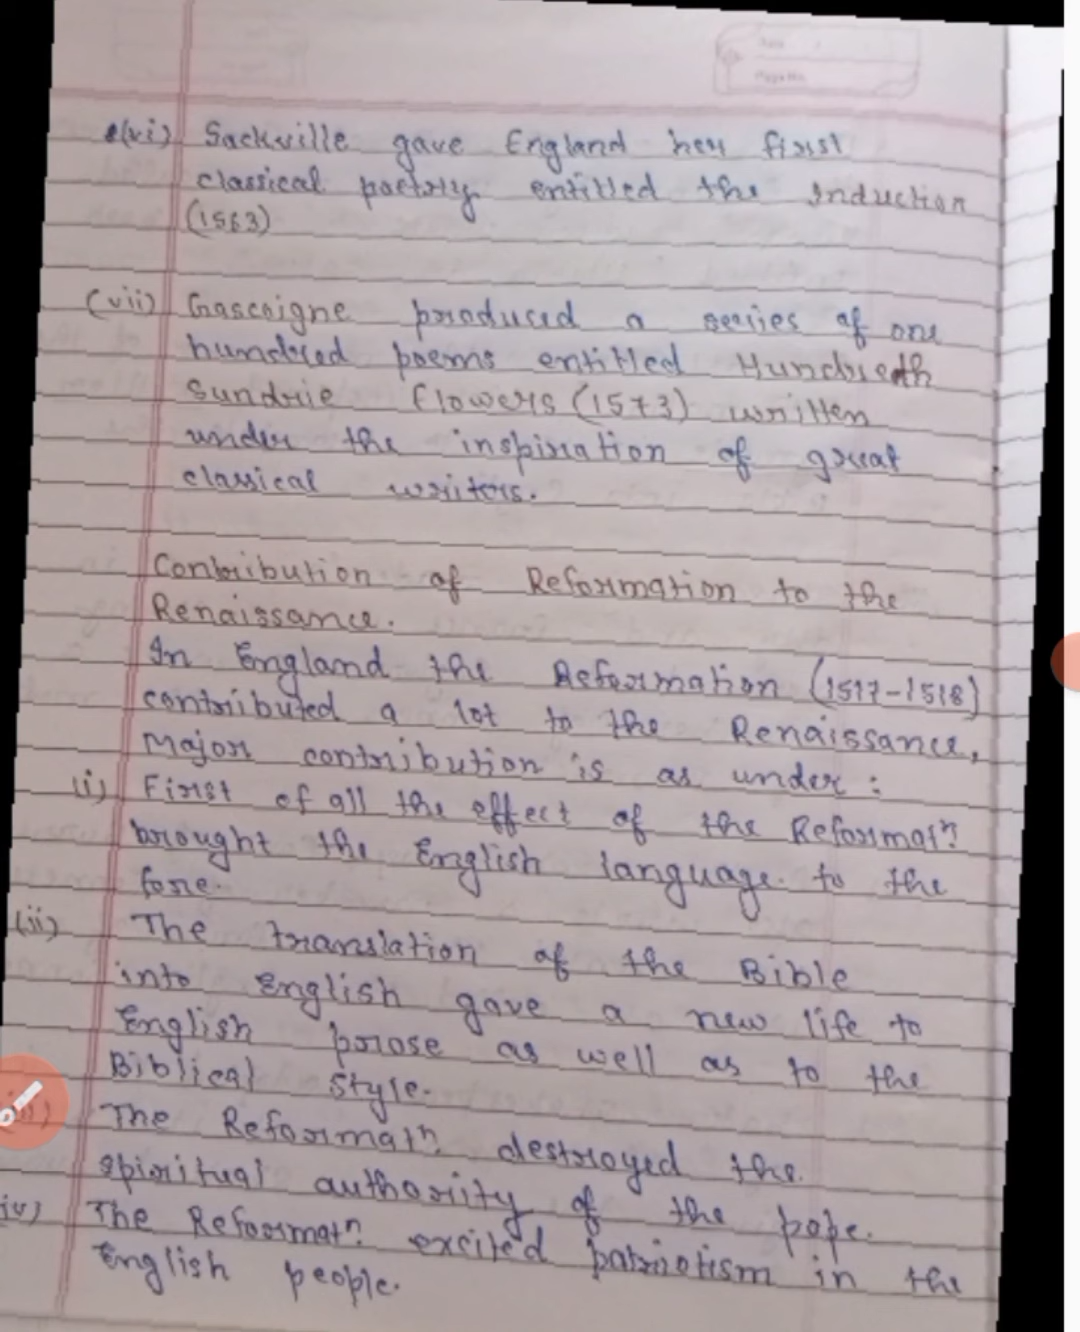 (vi) Sackville gave England her first
classical poetry entitled the Induction
(1563)
(vii) Gascoigne produced a series of one
hundred poems entitled Hundredth
Sundrie Flowers (1573) written
under the inspiration of great
classical writers.
Contribution of Reformation to the
Renaissance.
In England the Reformation (1517-1518)
contributed a lot to the Renaissance,
Major contribution is as under:
(i) First of all the effect of the Reformatn
brought the English language to the
fore.
(ii) The translation of the Bible
into English gave a new life to
English prose as well as to the
Biblical style.
The Reformatn destroyed the
spiritual authority of the pope.
iv) The Reformatn excited patriotism in the
English people.